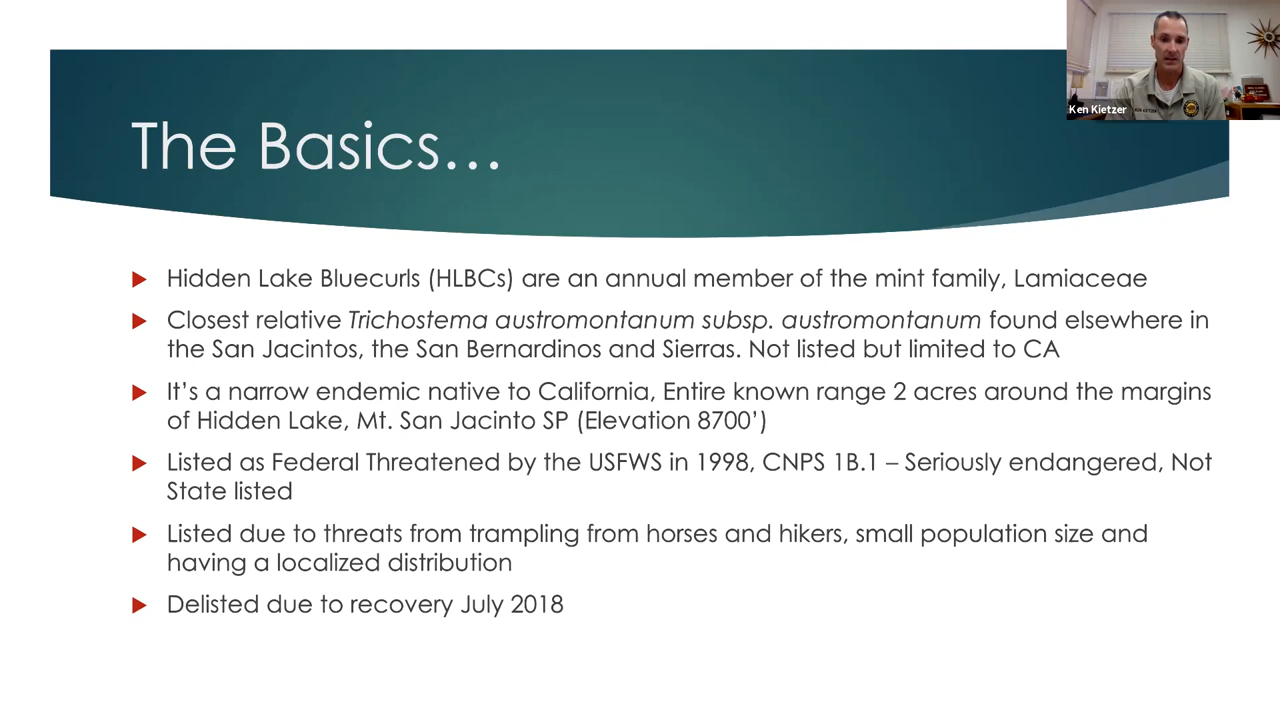 Ken Kietzer
The Basics…
Hidden Lake Bluecurls (HLBCs) are an annual member of the mint family, Lamiaceae
Closest relative Trichostema austromontanum subsp. austromontanum found elsewhere in
the San Jacintos, the San Bernardinos and Sierras. Not listed but limited to CA
It’s a narrow endemic native to California, Entire known range 2 acres around the margins
of Hidden Lake, Mt. San Jacinto SP (Elevation 8700’)
Listed as Federal Threatened by the USFWS in 1998, CNPS 1B.1 – Seriously endangered, Not
State listed
Listed due to threats from trampling from horses and hikers, small population size and
having a localized distribution
Delisted due to recovery July 2018